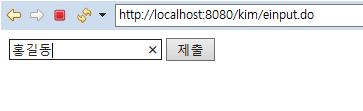 http://localhost:8080/kim/einput.do
홍길동 × 제출